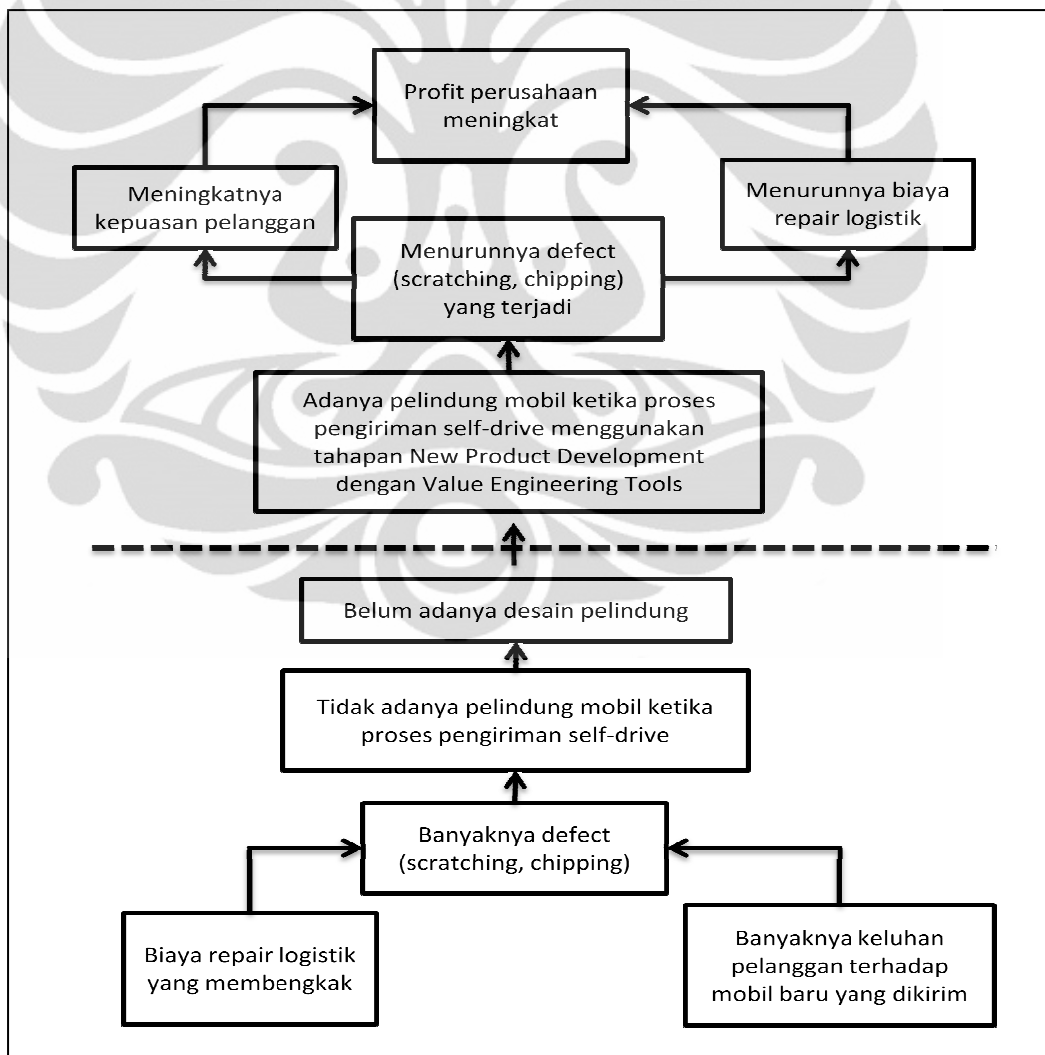 Profit perusahaan
meningkat
Meningkatnya
kepuasan pelanggan
Menurunnya biaya
repair logistik
Menurunnya defect
(scratching, chipping)
yang terjadi
Adanya pelindung mobil ketika proses
pengiriman self-drive menggunakan
tahapan New Product Development
dengan Value Engineering Tools
Belum adanya desain pelindung
Tidak adanya pelindung mobil ketika
proses pengiriman self-drive
Banyaknya defect
(scratching, chipping)
Biaya repair logistik
yang membengkak
Banyaknya keluhan
pelanggan terhadap
mobil baru yang dikirim